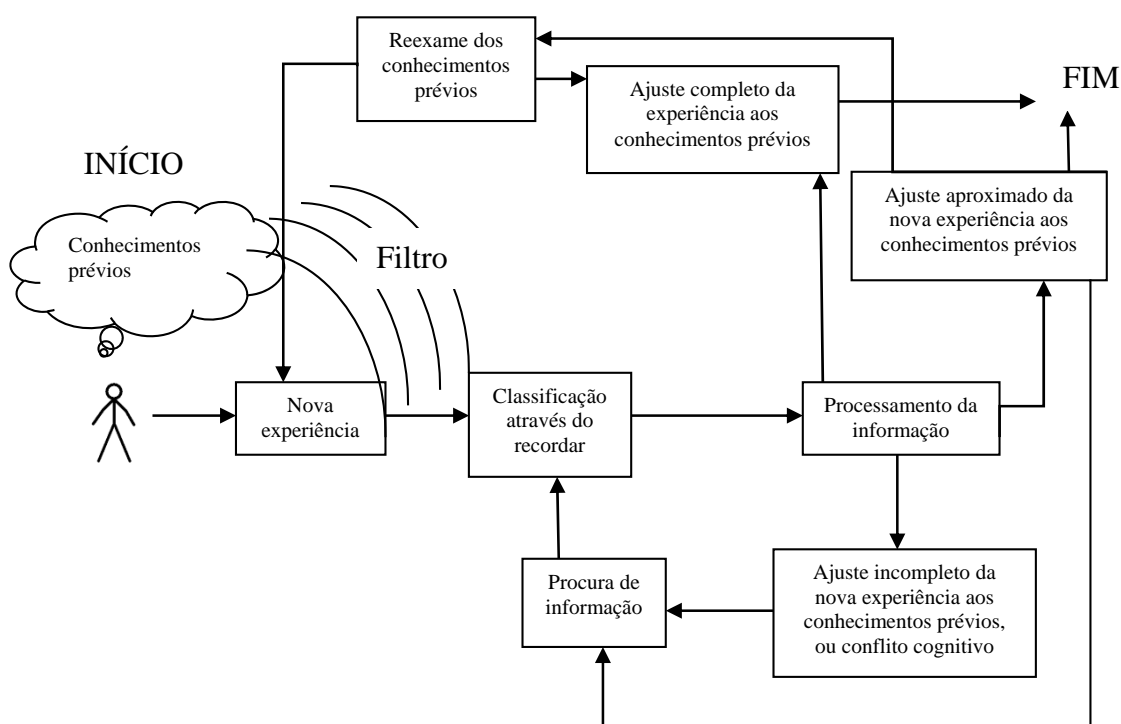 Reexame dos
conhecimentos
prévios
Ajuste completo da
experiência aos
conhecimentos prévios
FIM
INÍCIO
Ajuste aproximado da
nova experiência aos
conhecimentos prévios
Conhecimentos
prévios
Filtro
Nova
experiência
Classificação
através do
recordar
Processamento da
informação
Procura de
informação
Ajuste incompleto da
nova experiência aos
conhecimentos prévios,
ou conflito cognitivo